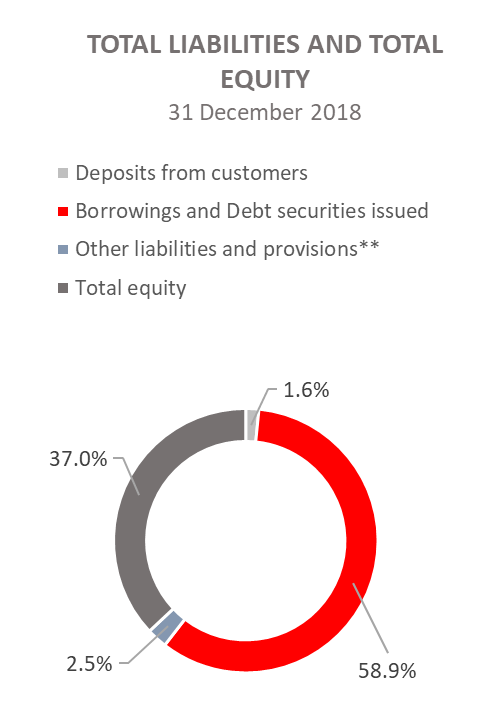 TOTAL LIABILITIES AND TOTAL
EQUITY
31 December 2018
Deposits from customers
Borrowings and Debt securities issued
Other liabilities and provisions**
Total equity
1.6%
37.0%
2.5%
58.9%